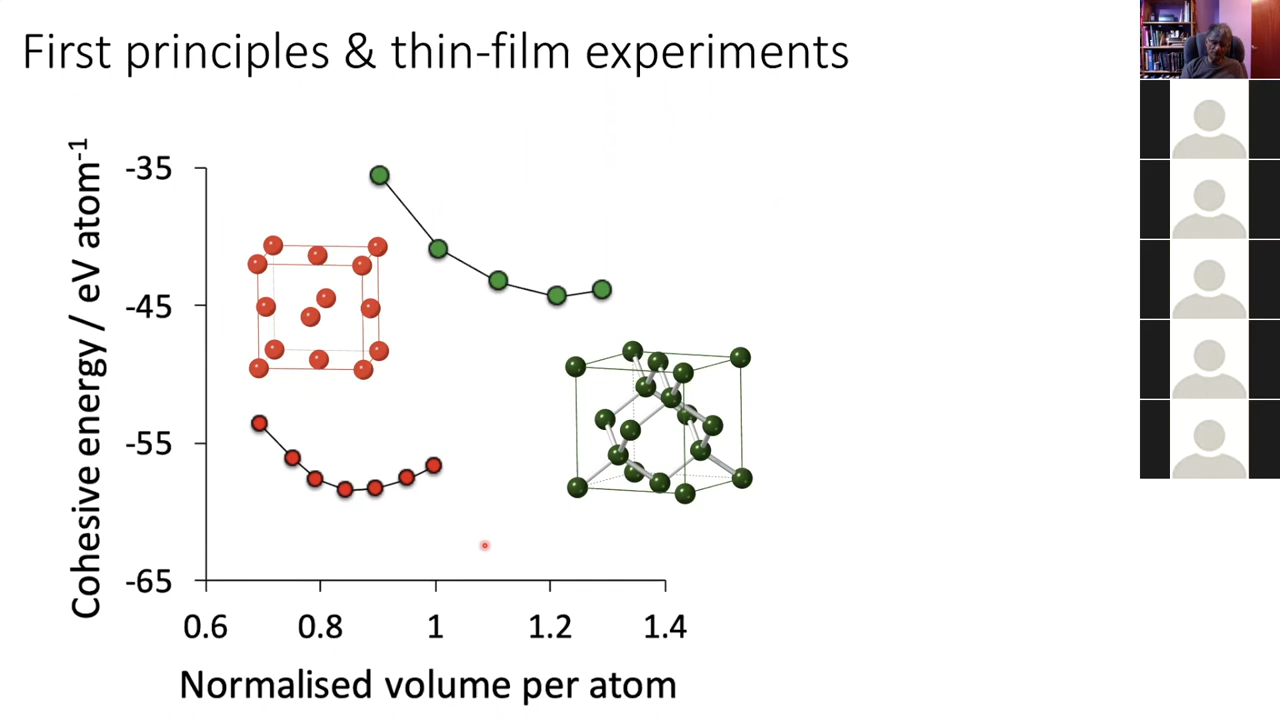 First principles & thin-film experiments
Cohesive energy / eV atom-1
-35
-45
-55
-65
0.6 0.8 1 1.2 1.4
Normalised volume per atom